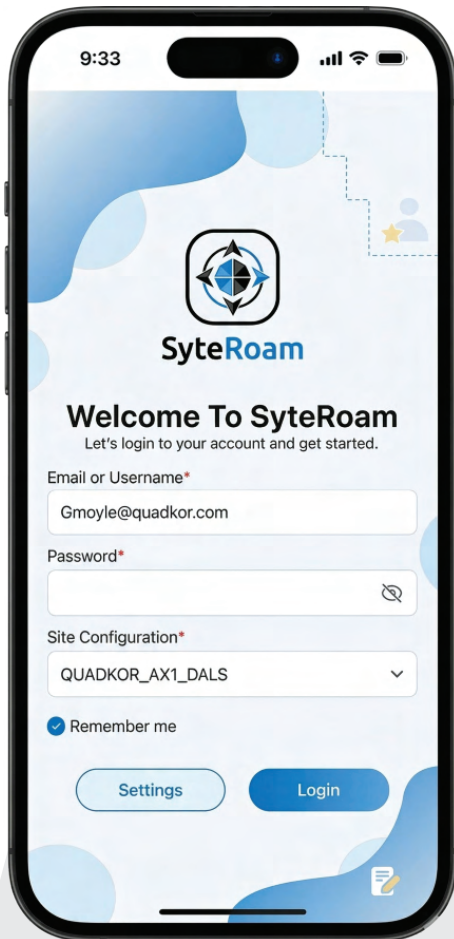 9:33
SyteRoam
Welcome To SyteRoam
Let's login to your account and get started.
Email or Username*
Gmoyle@quadkor.com
Password*
Site Configuration*
QUADKOR_AX1_DALS
Remember me
Settings
Login